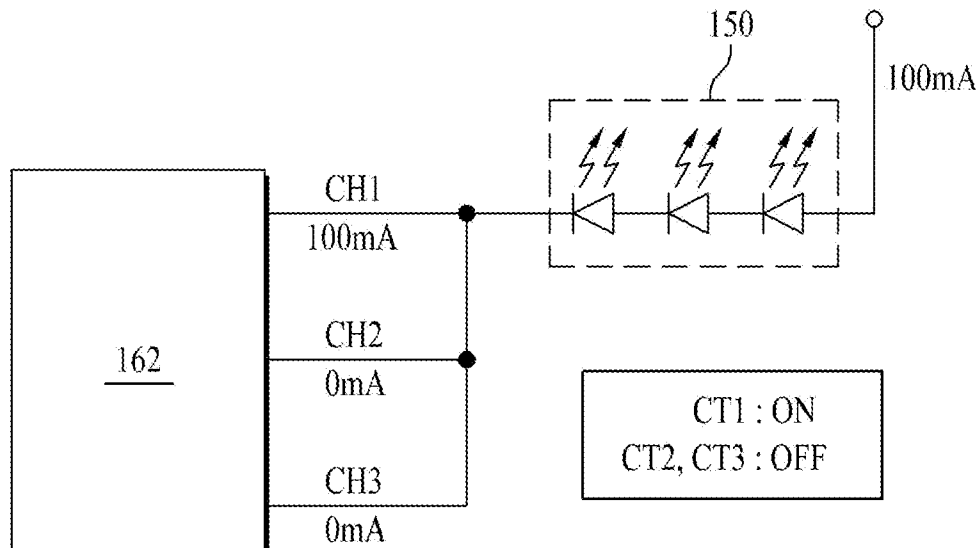 150
100mA
CH1
100mA
CH2
0mA
162
CT1 : ON
CT2, CT3 : OFF
CH3
0mA